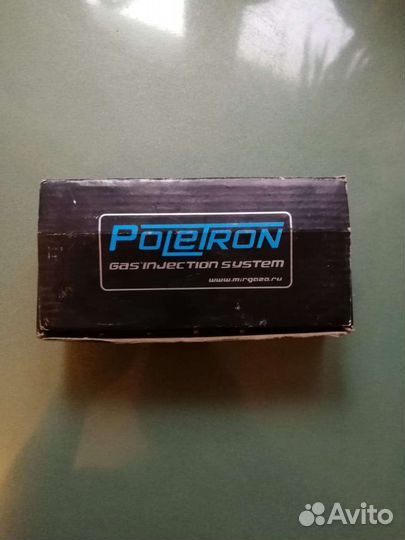 POLETRON
GAS INJECTION SYSTEM
www.mirgaza.ru
Avito